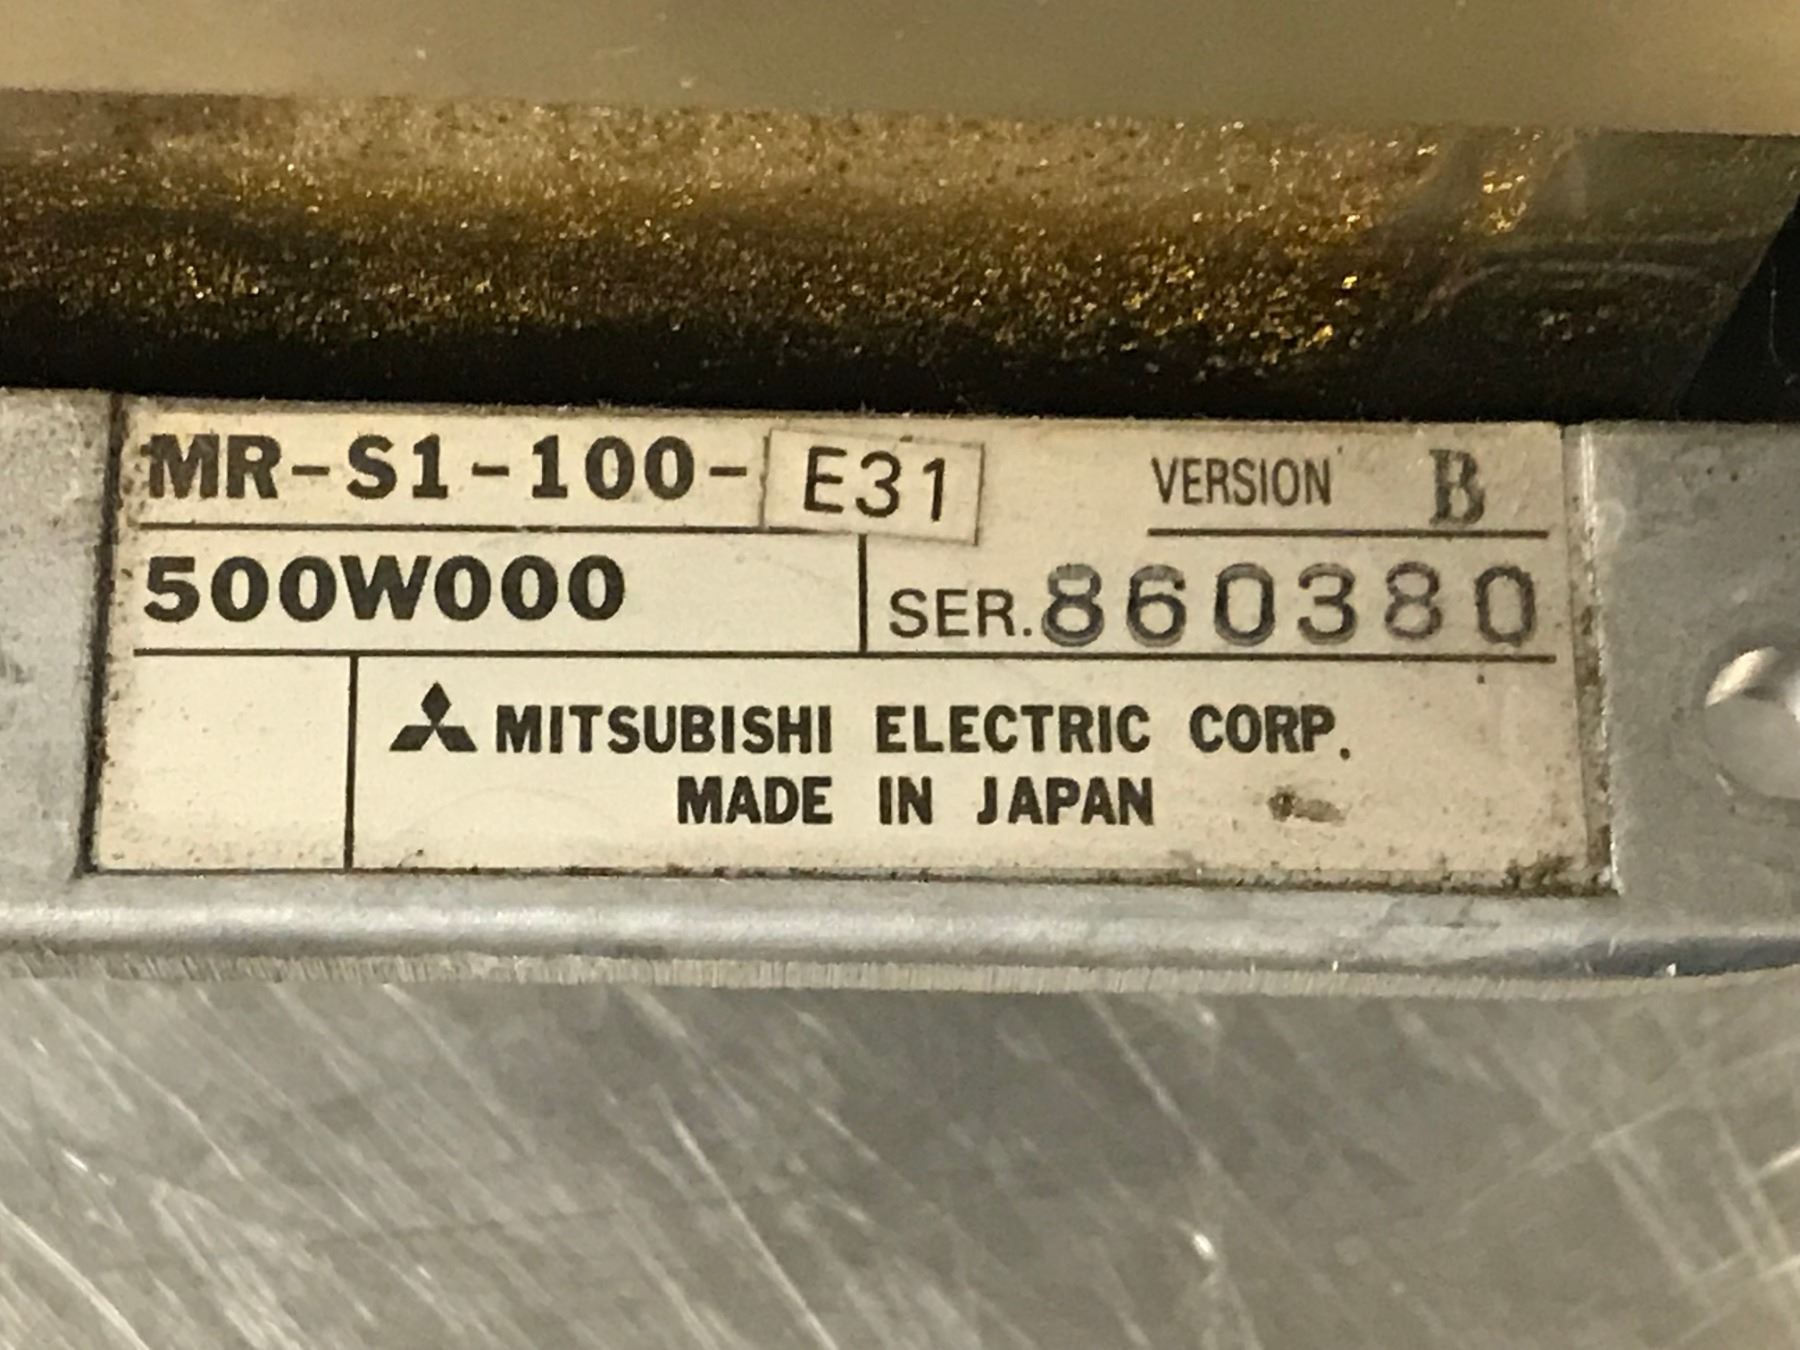 MR-S1-100-E31 VERSION B
500W000 SER.860380
MITSUBISHI ELECTRIC CORP.
MADE IN JAPAN